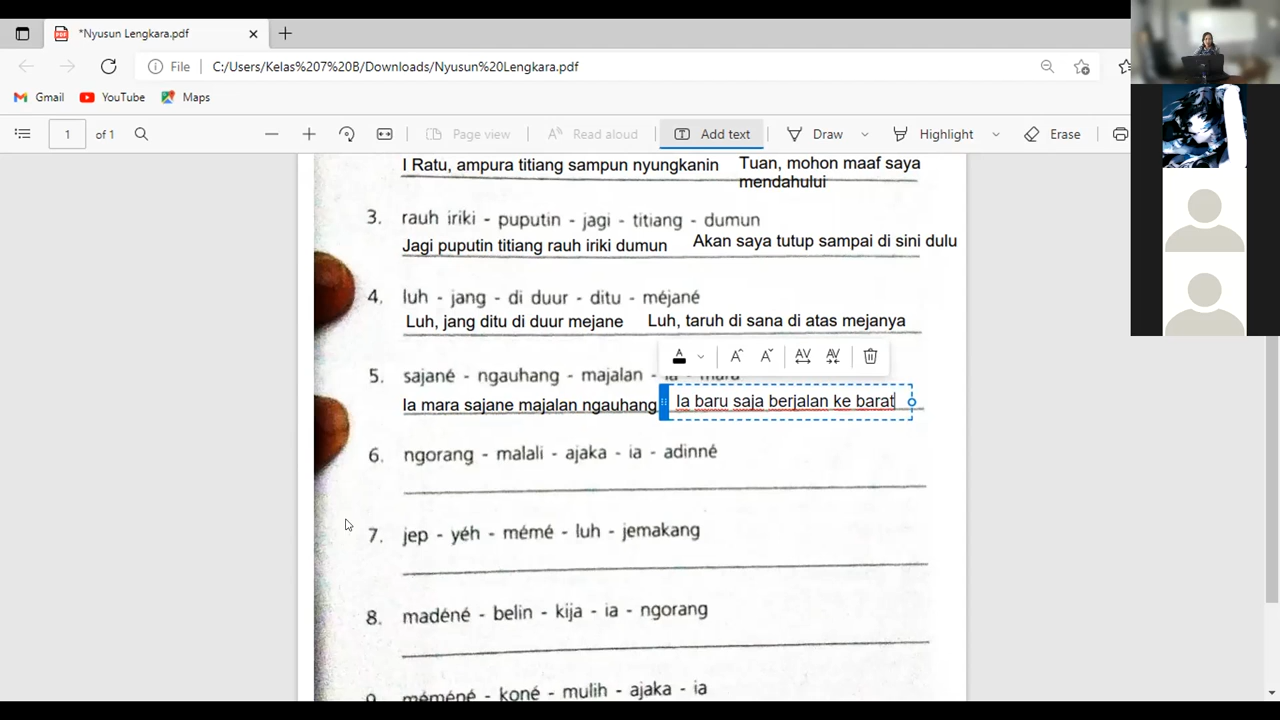 *Nyusun Lengkara.pdf
File C:/Users/Kelas%207%20B/Downloads/Nyusun%20Lengkara.pdf
Gmail YouTube Maps
1 of 1 Page view Read aloud Add text Draw Highlight Erase
I Ratu, ampura titiang sampun nyungkanin Tuan, mohon maaf saya
mendahului
3. rauh iriki - puputin - jagi - titiang - dumun
Jagi puputin titiang rauh iriki dumun Akan saya tutup sampai di sini dulu
4. luh - jang - di duur - ditu - méjané
Luh, jang ditu di duur mejane Luh, taruh di sana di atas mejanya
5. sajané - ngauhang - majalan - ia - mara
Ia mara sajane majalan ngauhang Ia baru saja berjalan ke barat
6. ngorang - malali - ajaka - ia - adinné
7. jep - yéh - mémé - luh - jemakang
8. madéné - belin - kija - ia - ngorang
9. méméné - koné - mulih - ajaka - ia